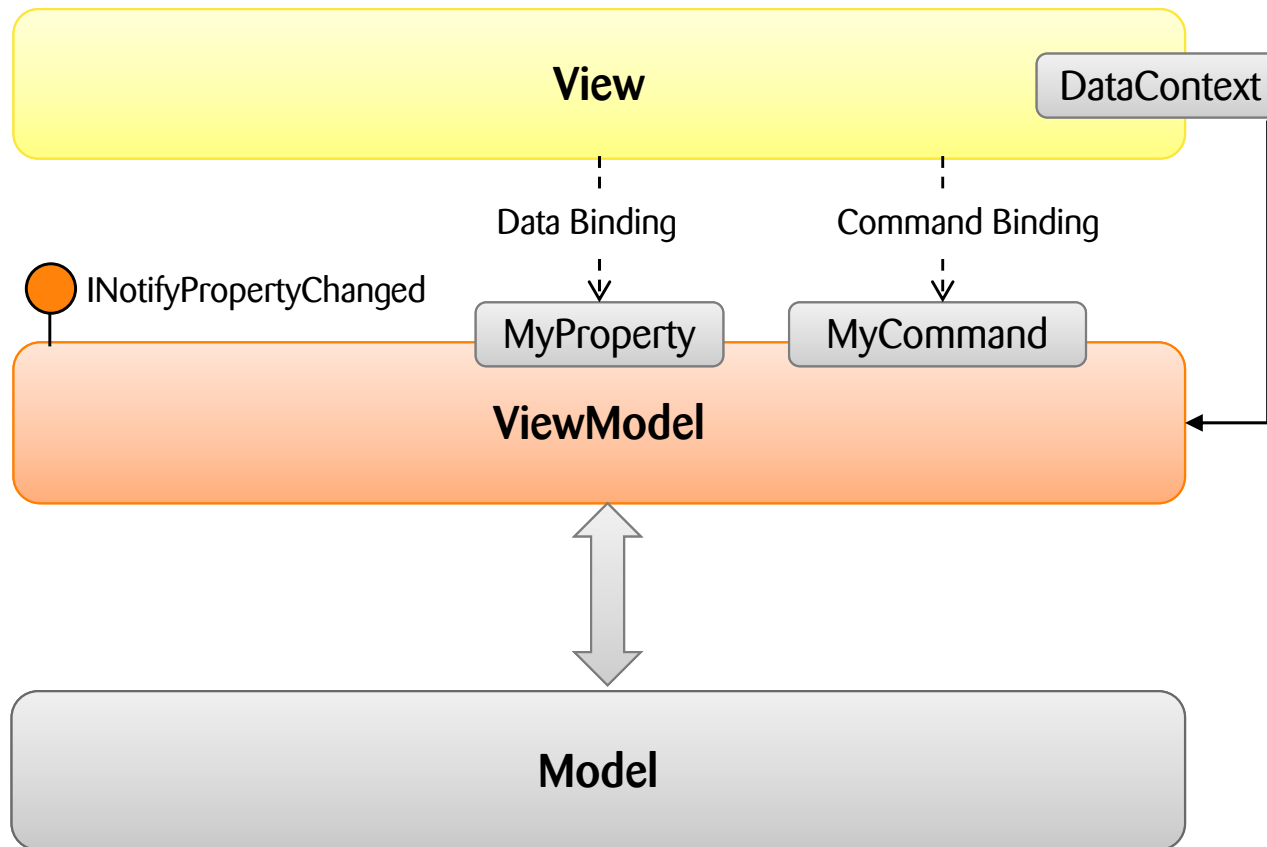 View
DataContext
Data Binding
Command Binding
INotifyPropertyChanged
MyProperty
MyCommand
ViewModel
Model